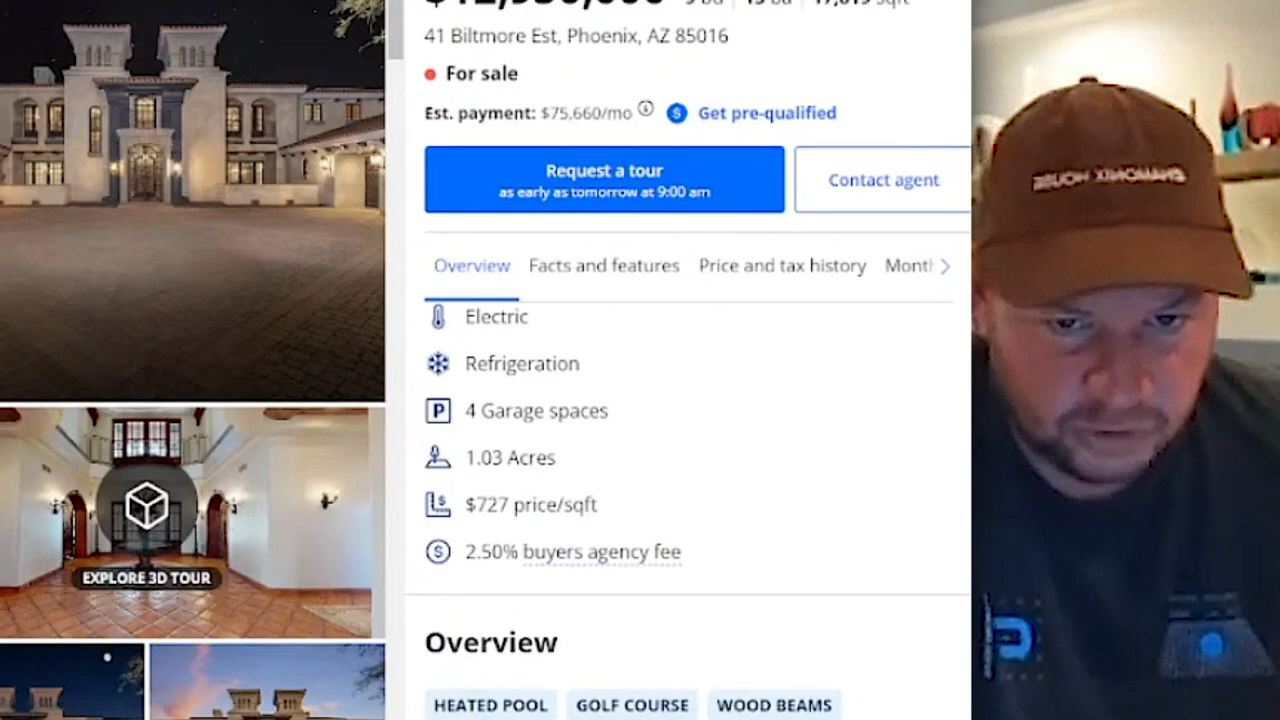 41 Biltmore Est, Phoenix, AZ 85016
For sale
Est. payment: $75,660/mo Get pre-qualified
Request a tour
as early as tomorrow at 9:00 am
Contact agent
Overview Facts and features Price and tax history Month
Electric
Refrigeration
P 4 Garage spaces
1.03 Acres
$ $727 price/sqft
$ 2.50% buyers agency fee
EXPLORE 3D TOUR
Overview
HEATED POOL GOLF COURSE WOOD BEAMS